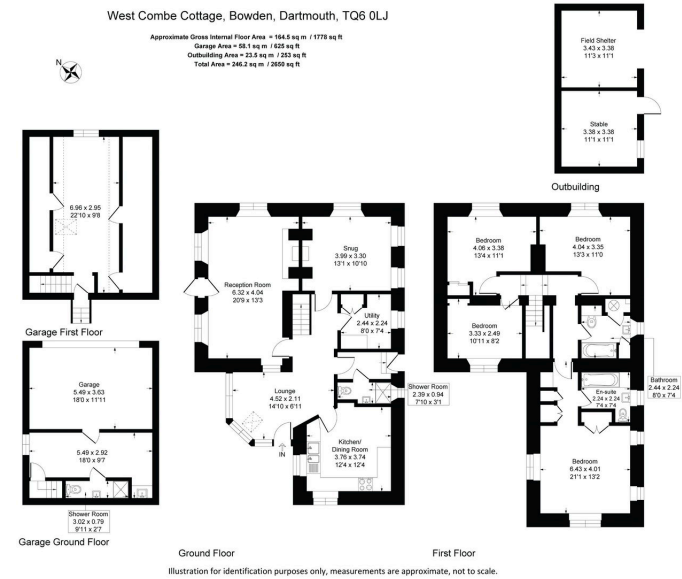 West Combe Cottage, Bowden, Dartmouth, TQ6 0LJ
Approximate Gross Internal Floor Area = 164.5 sq m / 1778 sq ft
Garage Area = 58.1 sq m / 625 sq ft
Outbuilding Area = 23.5 sq m / 253 sq ft
Total Area = 246.2 sq m / 2650 sq ft
N
Field Shelter
3.43 x 3.38
11'3 x 11'1
Stable
3.38 x 3.38
11'1 x 11'1
Outbuilding
6.96 x 2.95
22'10 x 9'8
Garage First Floor
Garage
5.49 x 3.63
18'0 x 11'11
5.49 x 2.92
18'0 x 9'7
Shower Room
3.02 x 0.79
9'11 x 2'7
Garage Ground Floor
Reception Room
6.32 x 4.04
20'9 x 13'3
Snug
3.99 x 3.30
13'1 x 10'10
Utility
2.44 x 2.24
8'0 x 7'4
Lounge
4.52 x 2.11
14'10 x 6'11
Shower Room
2.39 x 0.94
7'10 x 3'1
Kitchen/
Dining Room
3.76 x 3.74
12'4 x 12'4
IN
Ground Floor
Bedroom
4.06 x 3.38
13'4 x 11'1
Bedroom
4.04 x 3.35
13'3 x 11'0
Bedroom
3.33 x 2.49
10'11 x 8'2
Bathroom
2.44 x 2.24
8'0 x 7'4
En-suite
2.24 x 2.24
7'4 x 7'4
Bedroom
6.43 x 4.01
21'1 x 13'2
First Floor
Illustration for identification purposes only, measurements are approximate, not to scale.